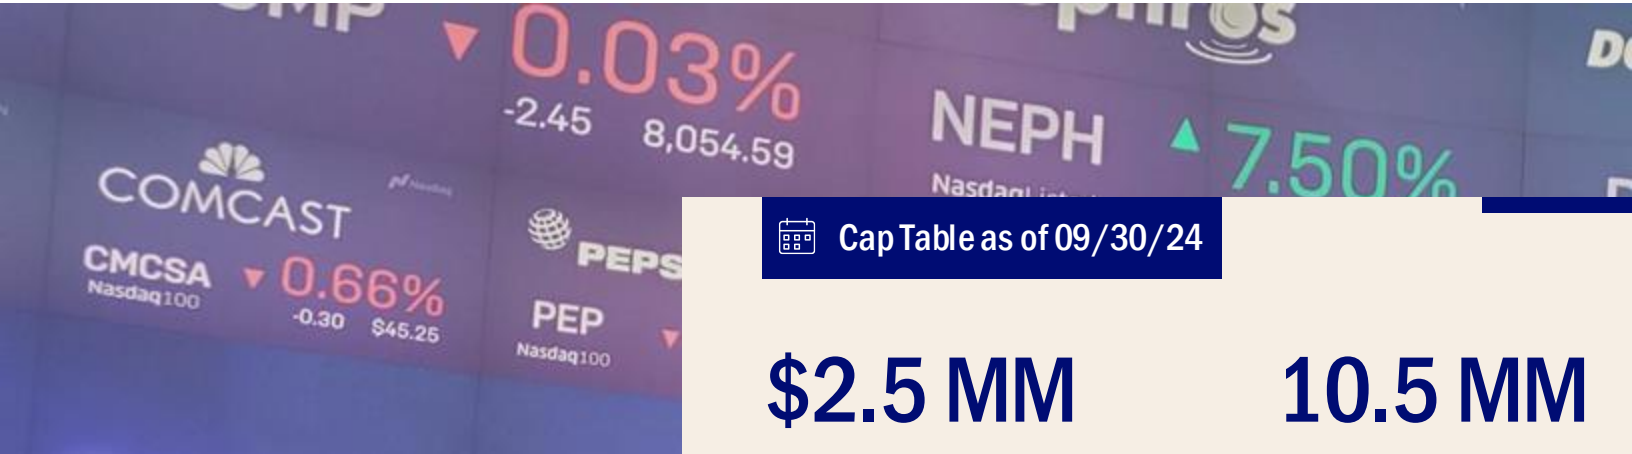 0.03%
-2.45 8,054.59
COMCAST
Nasdaq
CMCSA 0.66%
Nasdaq100
-0.30 $45.25
PEP
Nasdaq100
NEPH 7.50%
Cap Table as of 09/30/24
$2.5 MM 10.5 MM